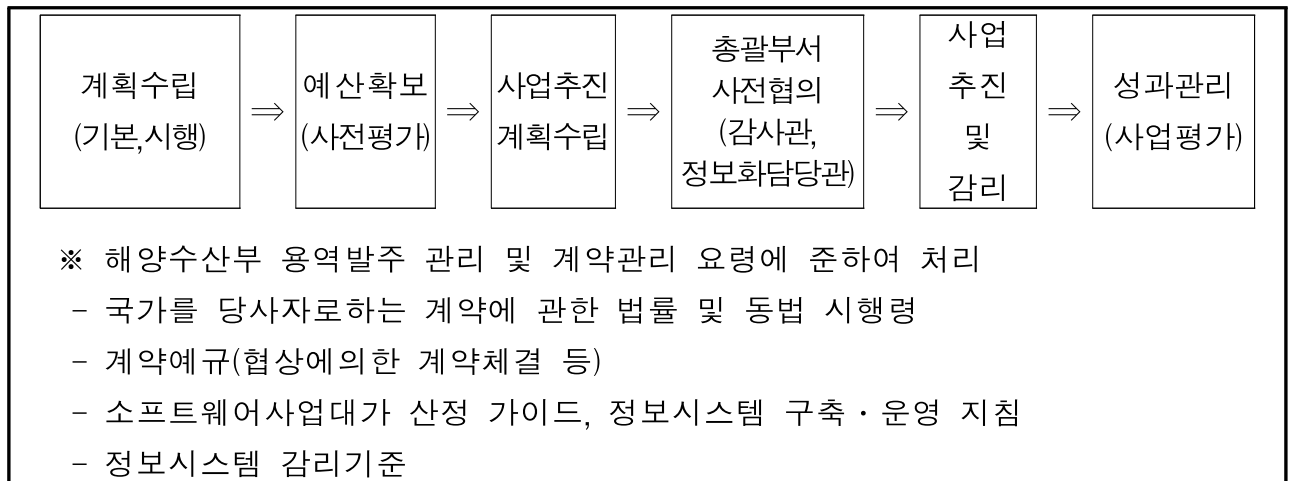 계획수립
(기본,시행)
⇒
예산확보
(사전평가)
⇒
사업추진
계획수립
⇒
총괄부서
사전협의
(감사관,
정보화담당관)
⇒
사업
추진
및
감리
⇒
성과관리
(사업평가)
※ 해양수산부 용역발주 관리 및 계약관리 요령에 준하여 처리
- 국가를 당사자로하는 계약에 관한 법률 및 동법 시행령
- 계약예규(협상에의한 계약체결 등)
- 소프트웨어사업대가 산정 가이드, 정보시스템 구축·운영 지침
- 정보시스템 감리기준